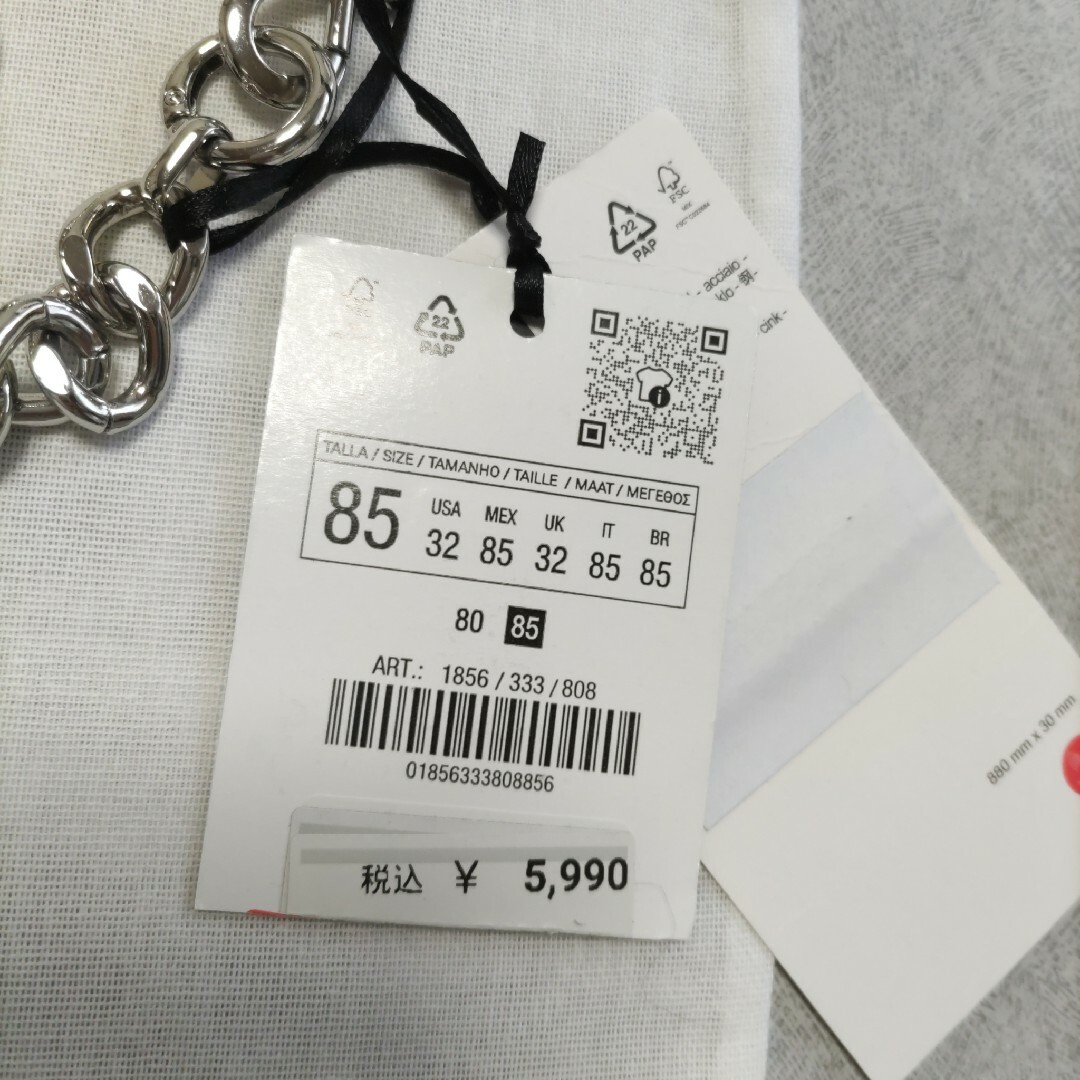 22
PAP
TALLA / SIZE / TAMANHO / TAILLE / MAAT / ΜΕΓΕΘΟΣ
85
USA MEX UK IT BR
32 85 32 85 85
80 85
ART.: 1856 / 333 / 808
01856333808856
税込 ¥ 5,990
FSC
22
PAP
- acciaio -
cink -
880 mm x 30 mm